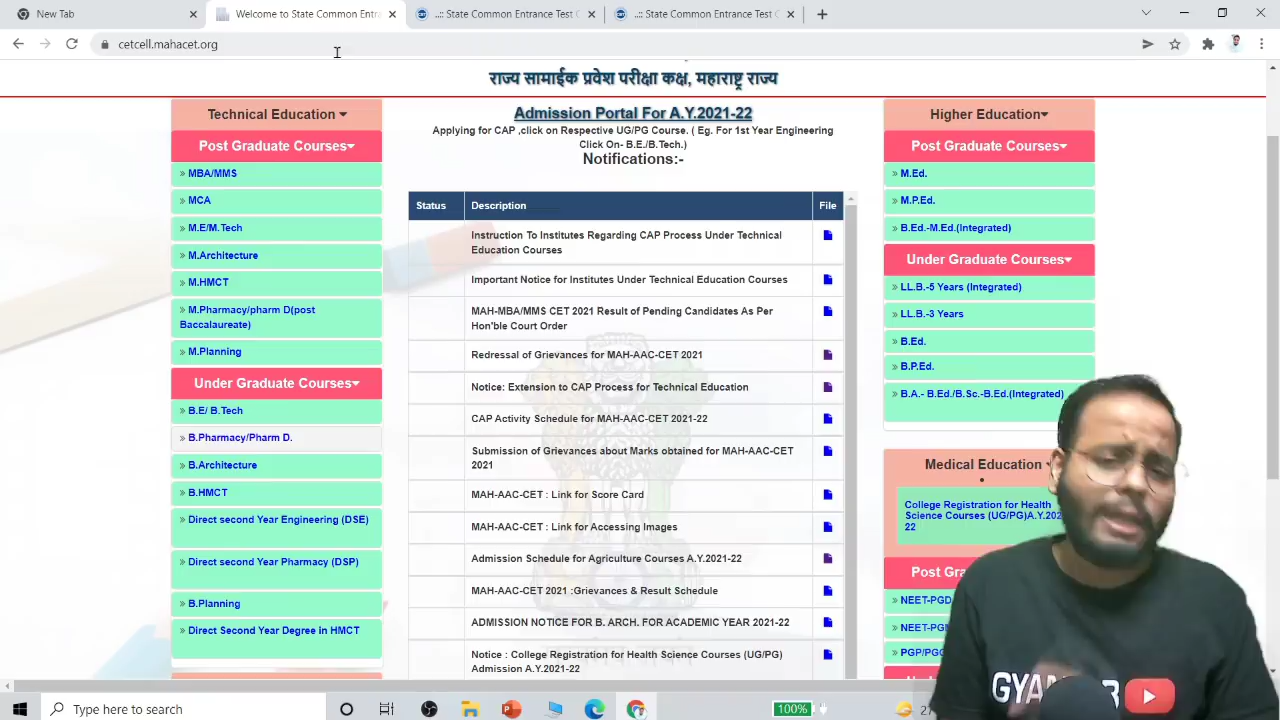 New Tab
Welcome to State Common Entra
..:: State Common Entrance Test C
..:: State Common Entrance Test C
cetcell.mahacet.org
राज्य सामाईक प्रवेश परीक्षा कक्ष, महाराष्ट्र राज्य
Technical Education
Post Graduate Courses
» MBA/MMS
» MCA
» M.E/M.Tech
» M.Architecture
» M.HMCT
» M.Pharmacy/pharm D(post
Baccalaureate)
» M.Planning
Under Graduate Courses
» B.E/ B.Tech
» B.Pharmacy/Pharm D.
» B.Architecture
» B.HMCT
» Direct second Year Engineering (DSE)
» Direct second Year Pharmacy (DSP)
» B.Planning
» Direct Second Year Degree in HMCT
Admission Portal For A.Y.2021-22
Applying for CAP ,click on Respective UG/PG Course. ( Eg. For 1st Year Engineering
Click On- B.E./B.Tech.)
Notifications:-
Status Description File
Instruction To Institutes Regarding CAP Process Under Technical
Education Courses
Important Notice for Institutes Under Technical Education Courses
MAH-MBA/MMS CET 2021 Result of Pending Candidates As Per
Hon'ble Court Order
Redressal of Grievances for MAH-AAC-CET 2021
Notice: Extension to CAP Process for Technical Education
CAP Activity Schedule for MAH-AAC-CET 2021-22
Submission of Grievances about Marks obtained for MAH-AAC-CET
2021
MAH-AAC-CET : Link for Score Card
MAH-AAC-CET : Link for Accessing Images
Admission Schedule for Agriculture Courses A.Y.2021-22
MAH-AAC-CET 2021 :Grievances & Result Schedule
ADMISSION NOTICE FOR B. ARCH. FOR ACADEMIC YEAR 2021-22
Notice : College Registration for Health Science Courses (UG/PG)
Admission A.Y.2021-22
Higher Education
Post Graduate Courses
» M.Ed.
» M.P.Ed.
» B.Ed.-M.Ed.(Integrated)
Under Graduate Courses
» LL.B.-5 Years (Integrated)
» LL.B.-3 Years
» B.Ed.
» B.P.Ed.
» B.A.- B.Ed./B.Sc.-B.Ed.(Integrated)
Medical Education
College Registration for Health
Science Courses (UG/PG)A.Y.202
22
Post Gra
» NEET-PGD
» NEET-PGM
» PGP/PGO
Type here to search
100%